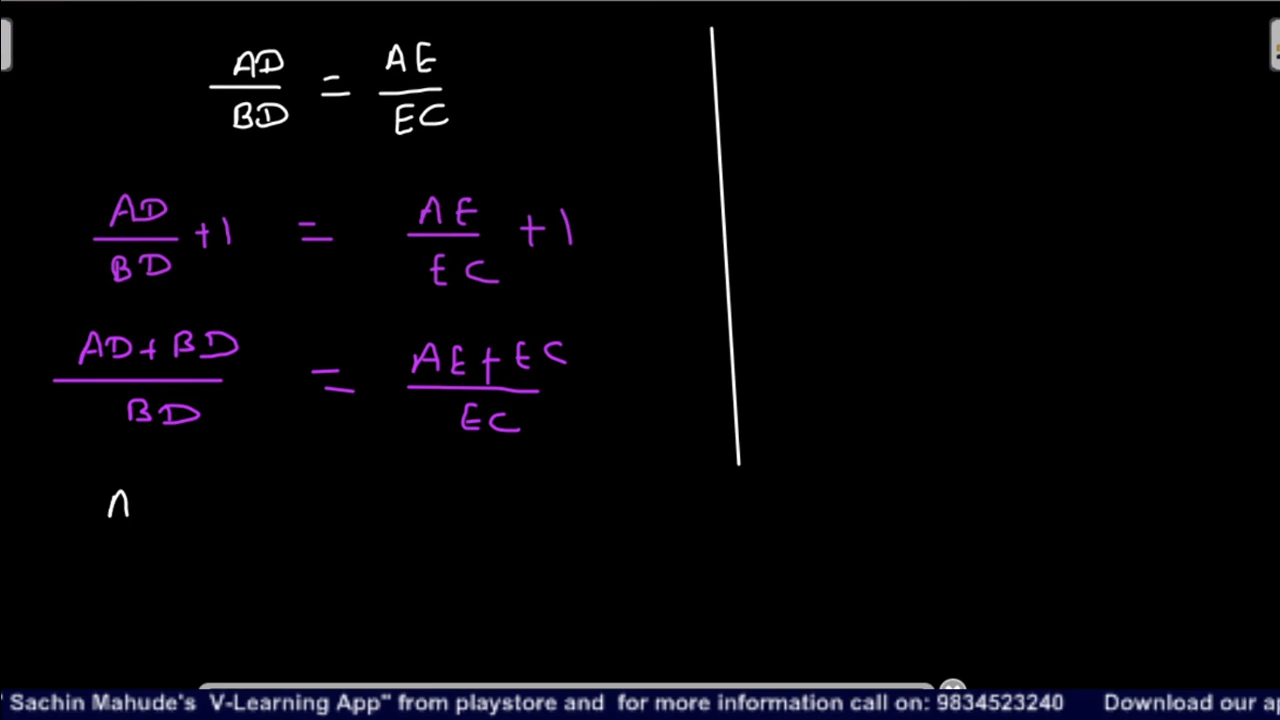 AD/BD = AE/EC
AD/BD + 1 = AE/EC + 1
AD + BD/BD = AE + EC/EC
Sachin Mahude's V-Learning App" from playstore and for more information call on: 9834523240 Download our a